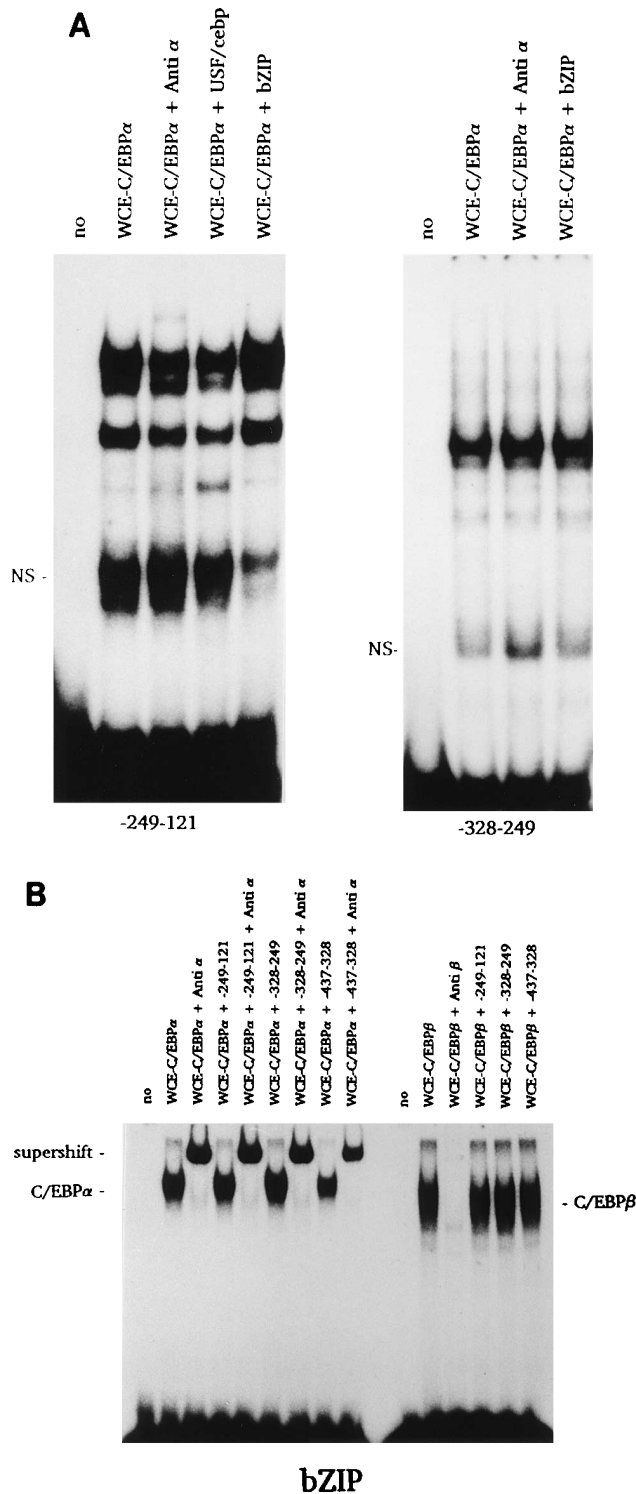 A
no
WCE-C/EBPα
WCE-C/EBPα + Anti α
WCE-C/EBPα + USF/cebp
WCE-C/EBPα + bZIP
no
WCE-C/EBPα
WCE-C/EBPα + Anti α
WCE-C/EBPα + bZIP
NS -
NS-
-249-121
-328-249
B
no
WCE-C/EBPα
WCE-C/EBPα + Anti α
WCE-C/EBPα + -249-121
WCE-C/EBPα + -249-121 + Anti α
WCE-C/EBPα + -328-249
WCE-C/EBPα + -328-249 + Anti α
WCE-C/EBPα + -437-328
WCE-C/EBPα + -437-328 + Anti α
no
WCE-C/EBPβ
WCE-C/EBPβ + Anti β
WCE-C/EBPβ + -249-121
WCE-C/EBPβ + -328-249
WCE-C/EBPβ + -437-328
supershift -
C/EBPα -
- C/EBPβ
bZIP